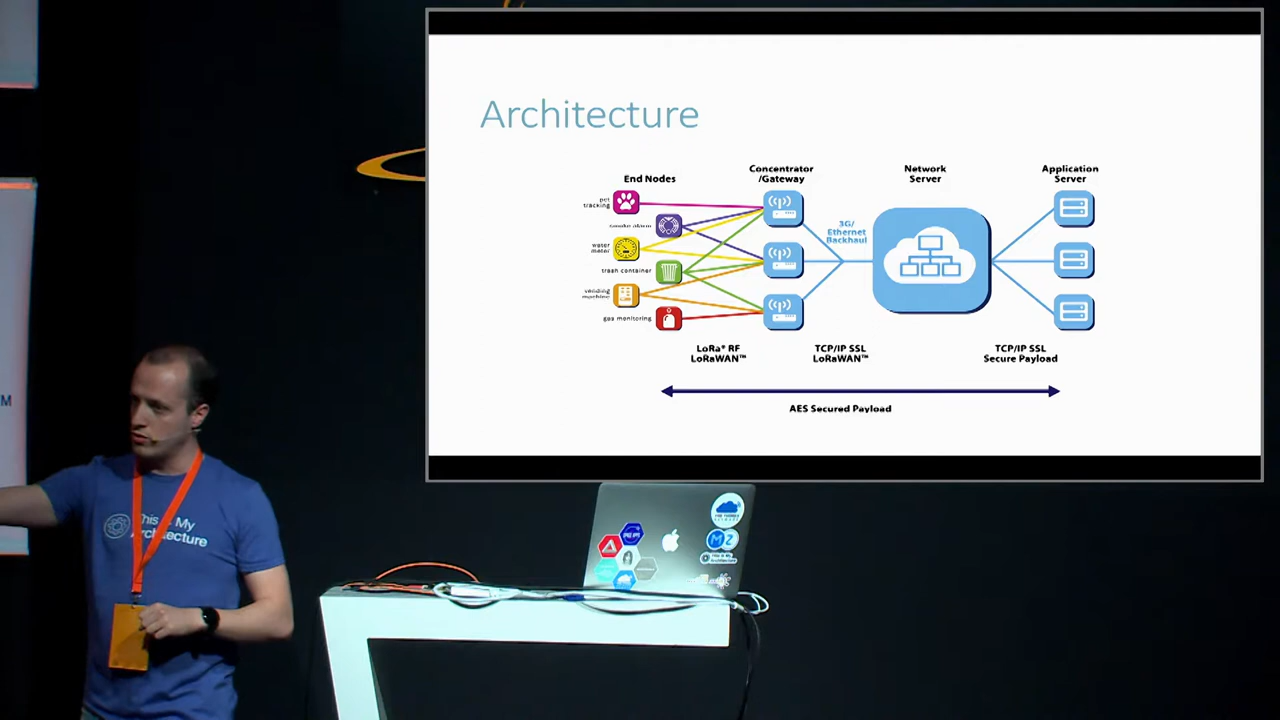 Architecture
End Nodes
Concentrator
/Gateway
Network
Server
Application
Server
pet
tracking
smoke alarm
water
meter
trash container
vending
machine
gas monitoring
3G/
Ethernet
Backhaul
LoRa® RF
LoRaWAN™
TCP/IP SSL
LoRaWAN™
TCP/IP SSL
Secure Payload
AES Secured Payload
This is My
Architecture
M